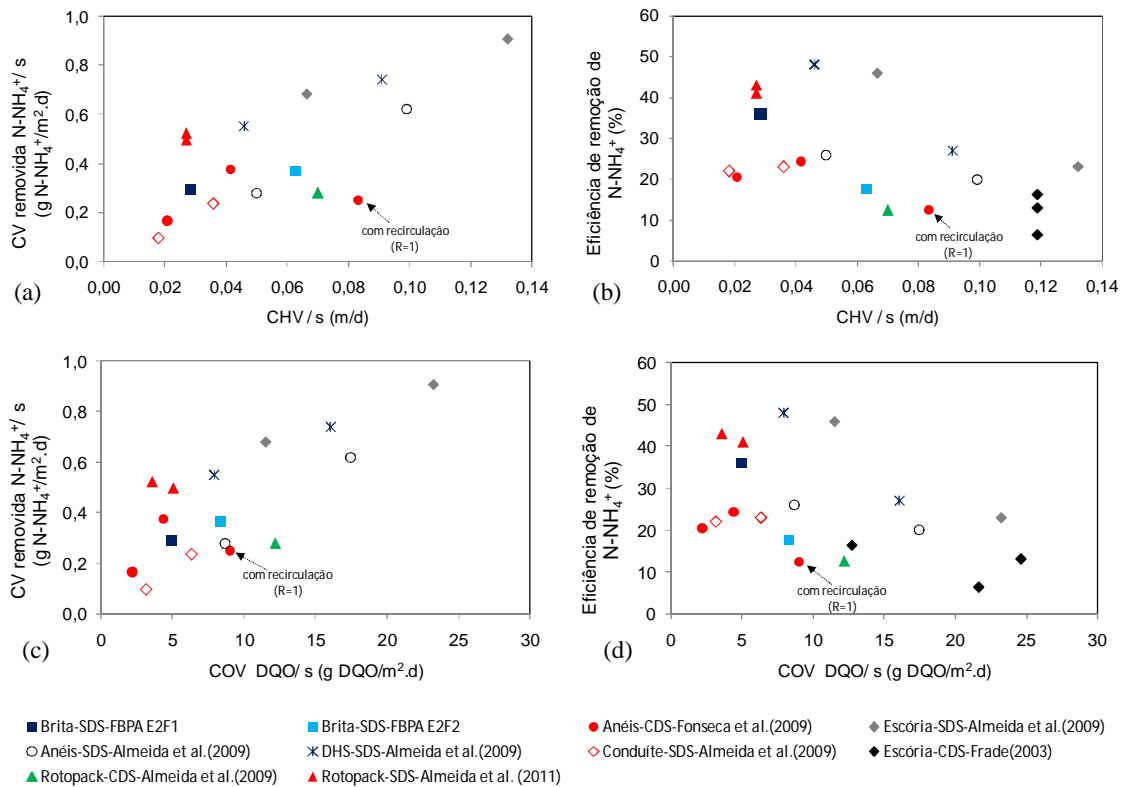 CV removida N-NH4+/ s
(g N-NH4+/m2.d)
1,0
0,8
0,6
0,4
0,2
0,0
com recirculação
(R=1)
0,00 0,02 0,04 0,06 0,08 0,10 0,12 0,14
(a)
CHV / s (m/d)
Eficiência de remoção de
N-NH4+ (%)
60
50
40
30
20
10
0
com recirculação
(R=1)
0,00 0,02 0,04 0,06 0,08 0,10 0,12 0,14
(b)
CHV / s (m/d)
CV removida N-NH4+/ s
(g N-NH4+/m2.d)
1,0
0,8
0,6
0,4
0,2
0,0
com recirculação
(R=1)
0 5 10 15 20 25 30
(c)
COV DQO/ s (g DQO/m2.d)
Eficiência de remoção de
N-NH4+ (%)
60
50
40
30
20
10
0
com recirculação
(R=1)
0 5 10 15 20 25 30
(d)
COV DQO/ s (g DQO/m2.d)
Brita-SDS-FBPA E2F1
Brita-SDS-FBPA E2F2
Anéis-CDS-Fonseca et al.(2009)
Escória-SDS-Almeida et al.(2009)
Anéis-SDS-Almeida et al.(2009)
DHS-SDS-Almeida et al.(2009)
Conduíte-SDS-Almeida et al.(2009)
Escória-CDS-Frade(2003)
Rotopack-CDS-Almeida et al.(2009)
Rotopack-SDS-Almeida et al. (2011)